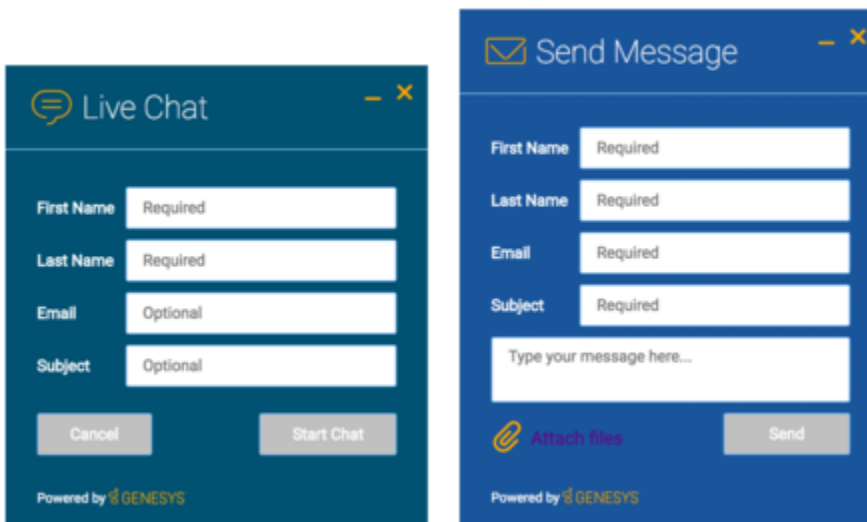 Live Chat
First Name Required
Last Name Required
Email Optional
Subject Optional
Cancel Start Chat
Powered by GENESYS
Send Message
First Name Required
Last Name Required
Email Required
Subject Required
Type your message here...
Attach files Send
Powered by GENESYS